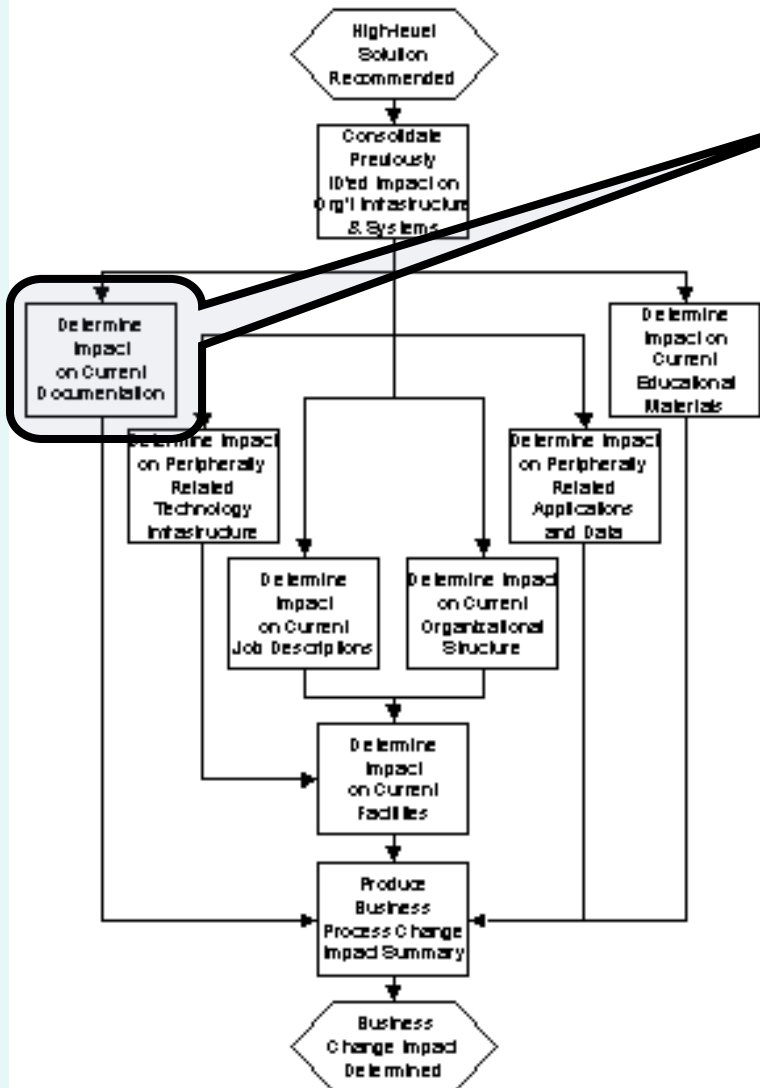 High-level
Solution
Recommended
Consolidate
Previously
ID'ed Impact on
Org'l Infrastructure
& Systems
Determine
Impact
on Current
Documentation
Determine
Impact on
Current
Educational
Materials
Determine Impact
on Peripherally
Related
Technology
Infrastructure
Determine Impact
on Peripherally
Related
Applications
and Data
Determine
Impact
on Current
Job Descriptions
Determine Impact
on Current
Organizational
Structure
Determine
Impact
on Current
Facilities
Produce
Business
Process Change
Impact Summary
Business
Change Impact
Determined